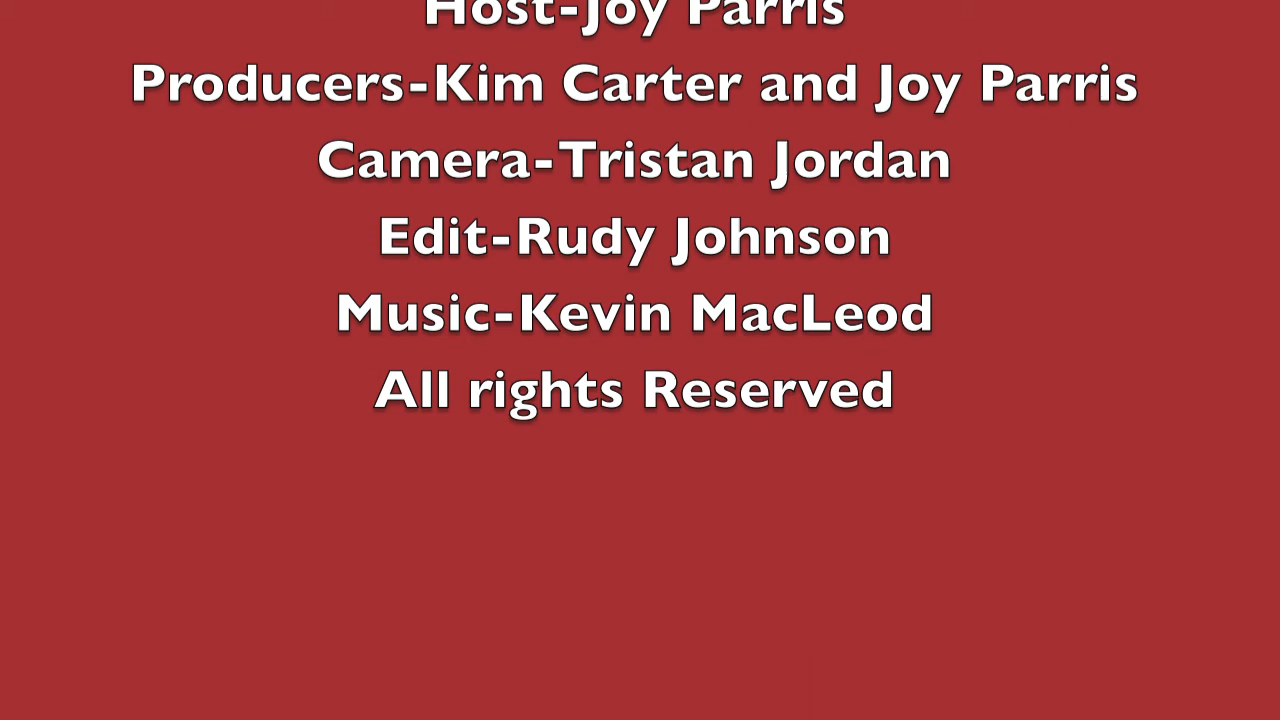 Host-Joy Parris
Producers-Kim Carter and Joy Parris
Camera-Tristan Jordan
Edit-Rudy Johnson
Music-Kevin MacLeod
All rights Reserved